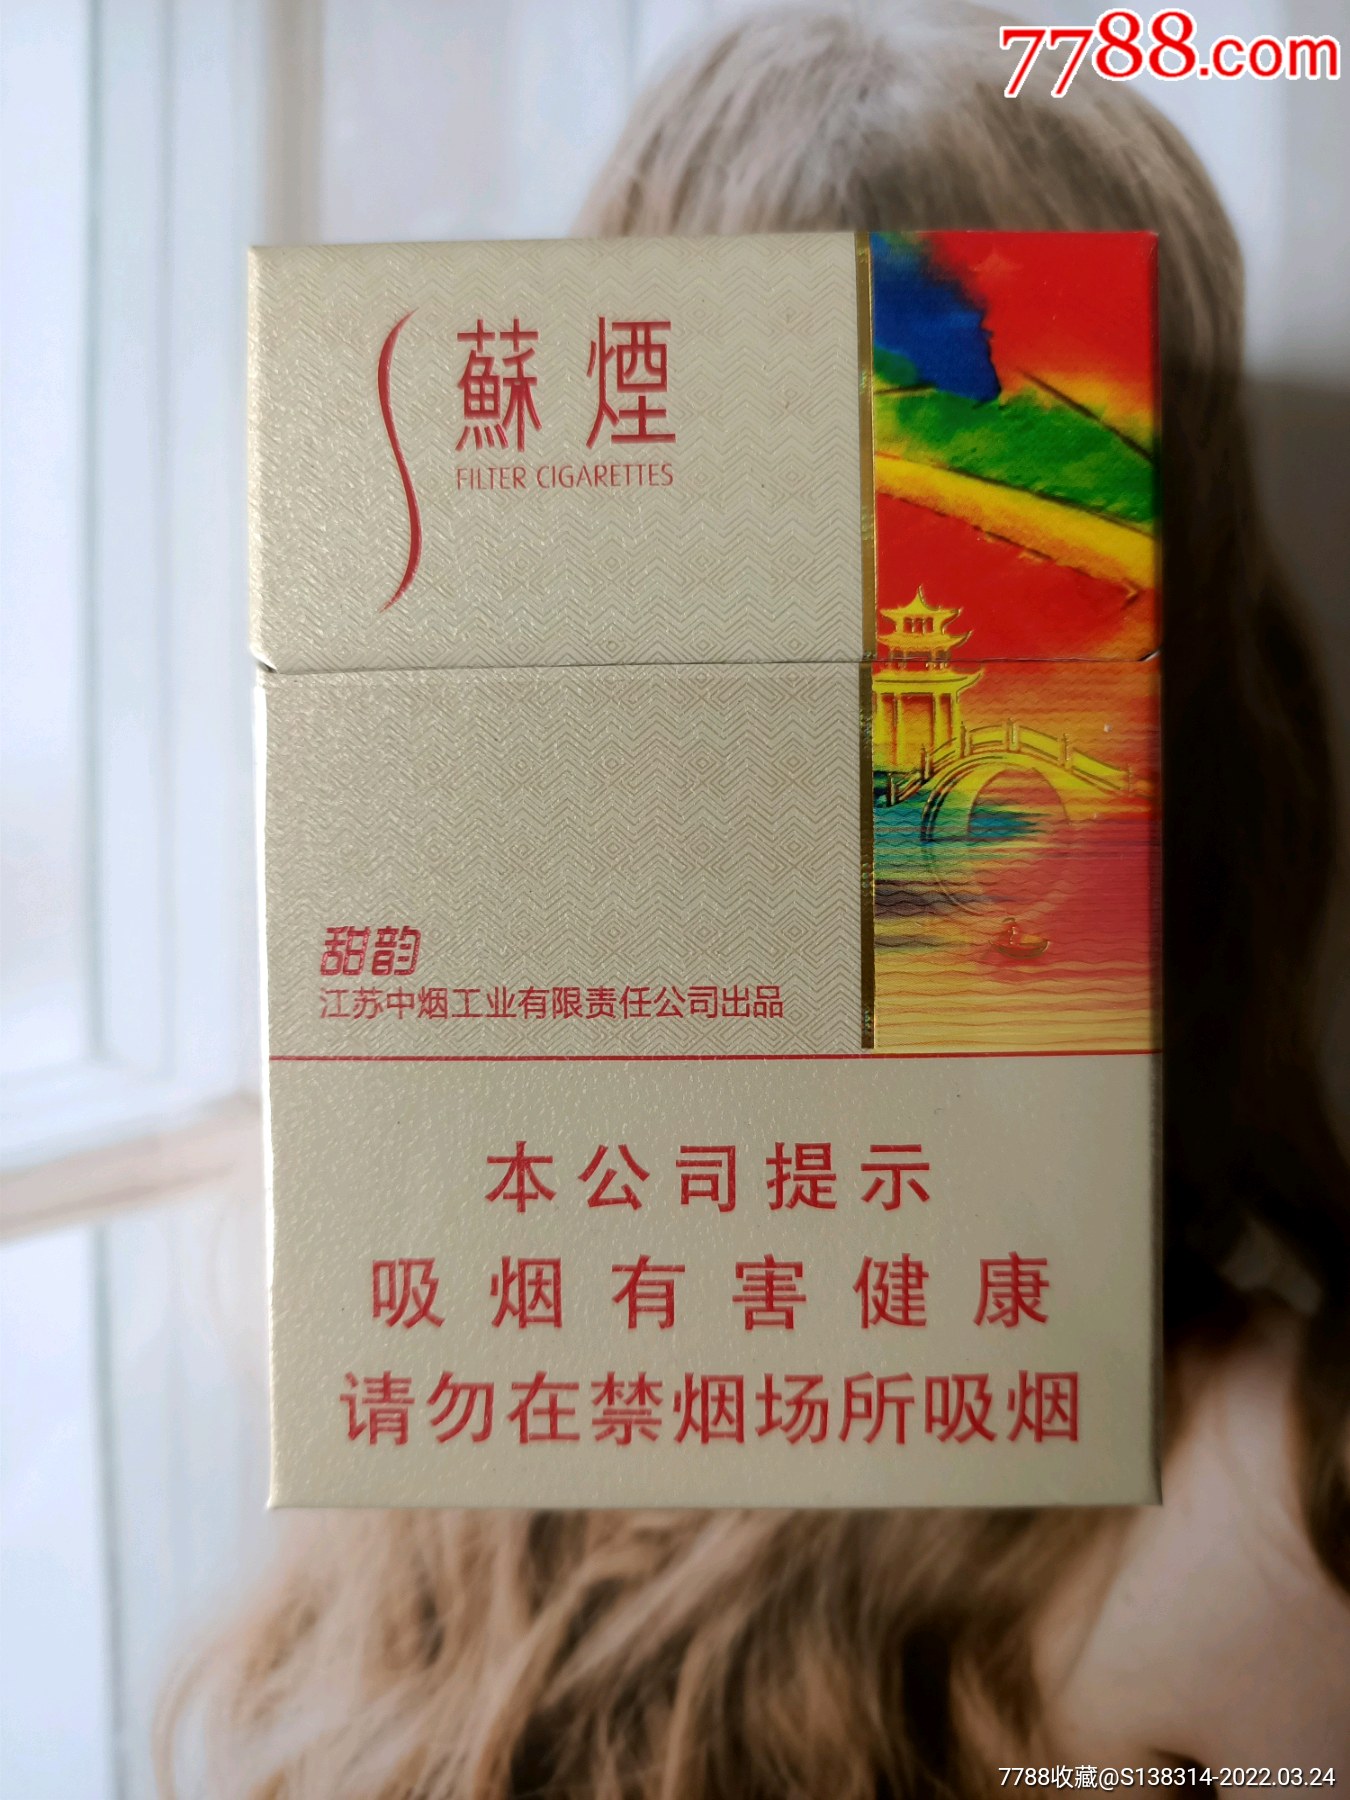 7788.com
蘇煙
FILTER CIGARETTES
甜韵
江苏中烟工业有限责任公司出品
本公司提示
吸烟有害健康
请勿在禁烟场所吸烟
7788收藏@S138314-2022.03.24